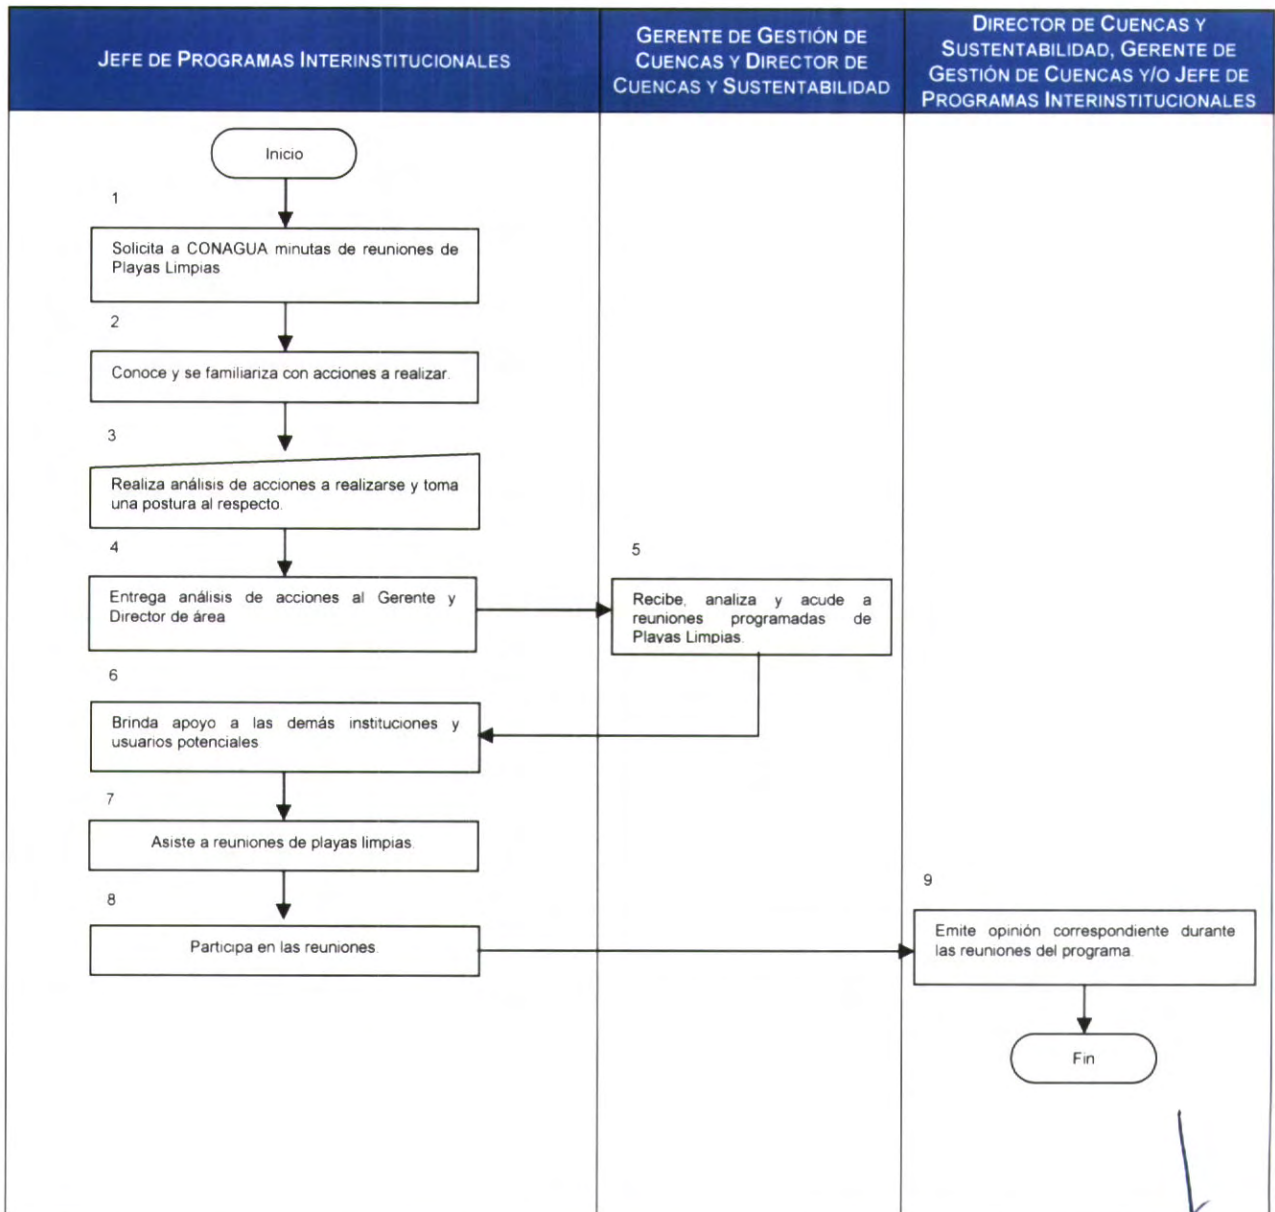 JEFE DE PROGRAMAS INTERINSTITUCIONALES
GERENTE DE GESTIÓN DE
CUENCAS Y DIRECTOR DE
CUENCAS Y SUSTENTABILIDAD
DIRECTOR DE CUENCAS Y
SUSTENTABILIDAD, GERENTE DE
GESTIÓN DE CUENCAS Y/O JEFE DE
PROGRAMAS INTERINSTITUCIONALES
Inicio
1
Solicita a CONAGUA minutas de reuniones de
Playas Limpias
2
Conoce y se familiariza con acciones a realizar.
3
Realiza análisis de acciones a realizarse y toma
una postura al respecto.
4
Entrega análisis de acciones al Gerente y
Director de área
5
Recibe, analiza y acude a
reuniones programadas de
Playas Limpias.
6
Brinda apoyo a las demás instituciones y
usuarios potenciales
7
Asiste a reuniones de playas limpias.
8
Participa en las reuniones.
9
Emite opinión correspondiente durante
las reuniones del programa.
Fin